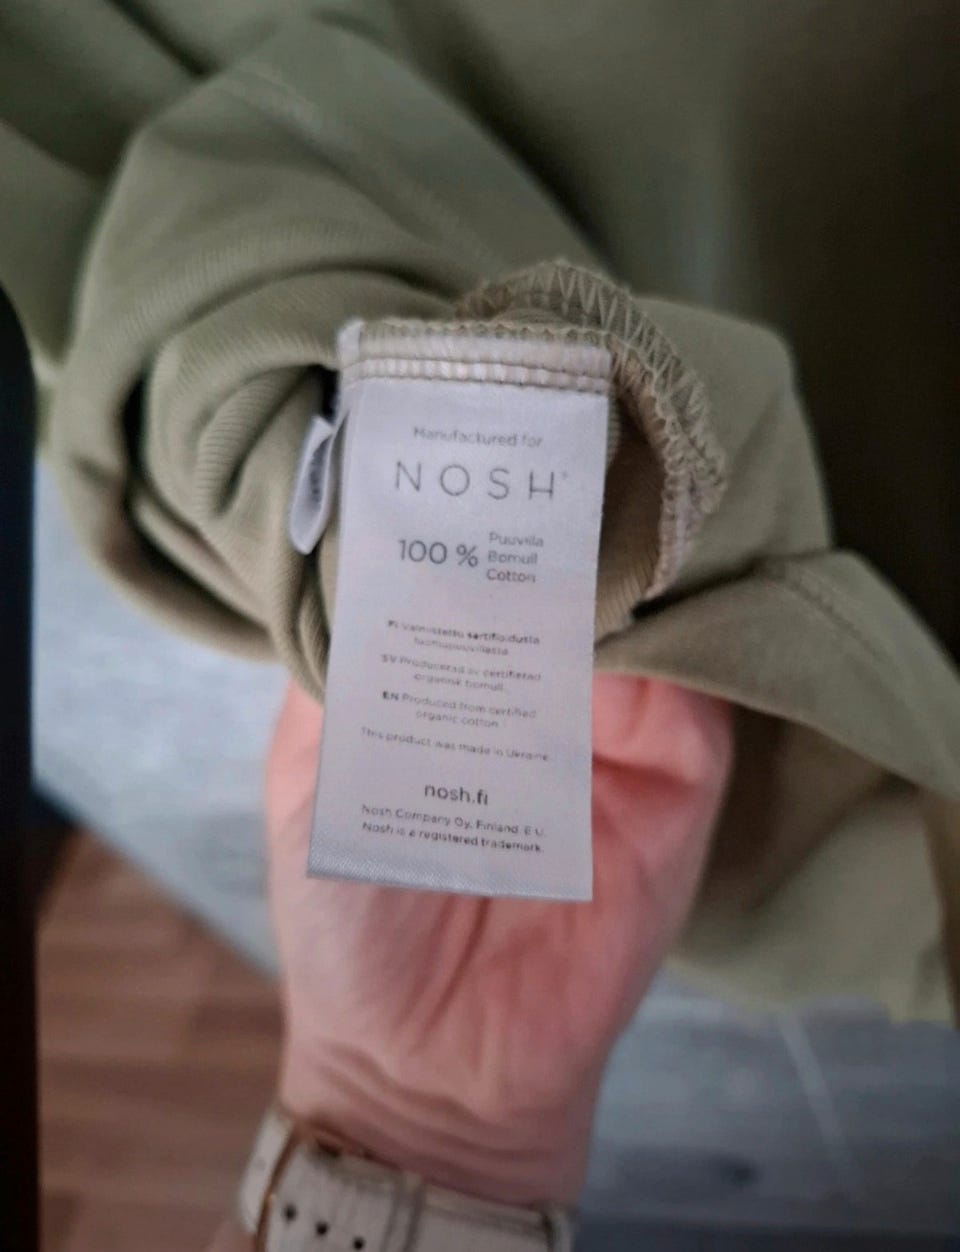 Manufactured for
NOSH®
100 % Puuvilla
Bomull
Cotton
FI Valmistettu sertifioidusta
luomupuuvillasta.
SV Producerad av certifierad
organisk bomull.
EN Produced from certified
organic cotton.
This product was made in Ukraine.
nosh.fi
Nosh Company Oy, Finland, E.U.
Nosh is a registered trademark.